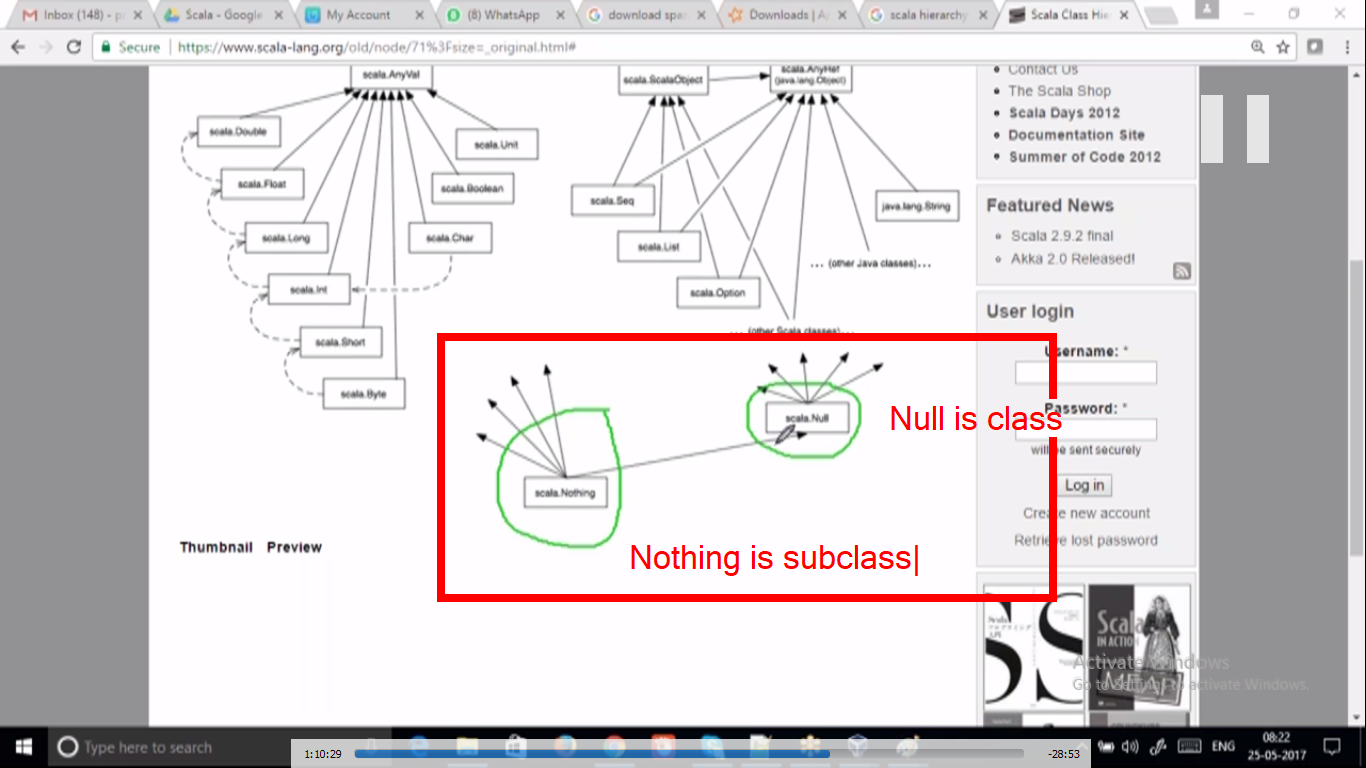 Inbox (148) - p
Scala - Google
My Account
(8) WhatsApp
download spa
Downloads | A
scala hierarchy
Scala Class Hie
Secure
https://www.scala-lang.org/old/node/71%3Fsize=_original.html#
scala.AnyVal
scala.ScalaObject
scala.AnyRef
(java.lang.Object)
scala.Double
scala.Unit
scala.Float
scala.Boolean
scala.Seq
java.lang.String
scala.Long
scala.Char
scala.List
... (other Java classes)...
scala.Int
scala.Option
... (other Scala classes)...
scala.Short
scala.Byte
scala.Null
Null is class
scala.Nothing
Nothing is subclass|
Thumbnail Preview
Contact Us
The Scala Shop
Scala Days 2012
Documentation Site
Summer of Code 2012
Featured News
Scala 2.9.2 final
Akka 2.0 Released!
User login
Username: *
Password: *
will be sent securely
Log in
Create new account
Retrieve lost password
Scala
IN ACTION
Activate Windows
Go to Settings to activate Windows.
Type here to search
1:10:29
-28:53
ENG
08:22
25-05-2017